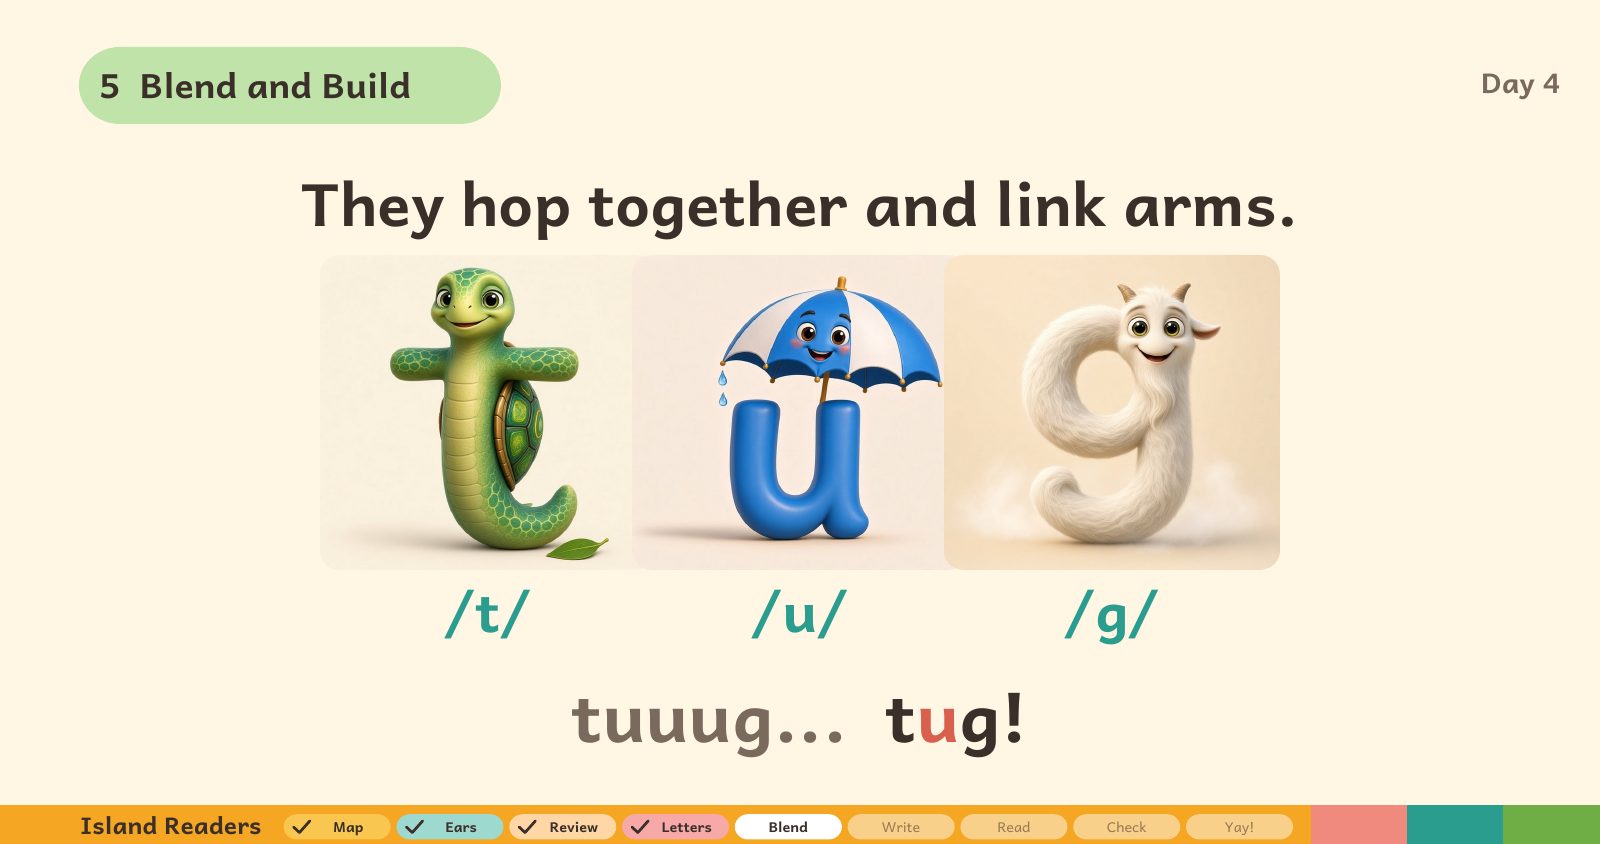 5 Blend and Build
Day 4
They hop together and link arms.
t u g
/t/ /u/ /g/
tuuug... tug!
Island Readers Map Ears Review Letters Blend Write Read Check Yay!